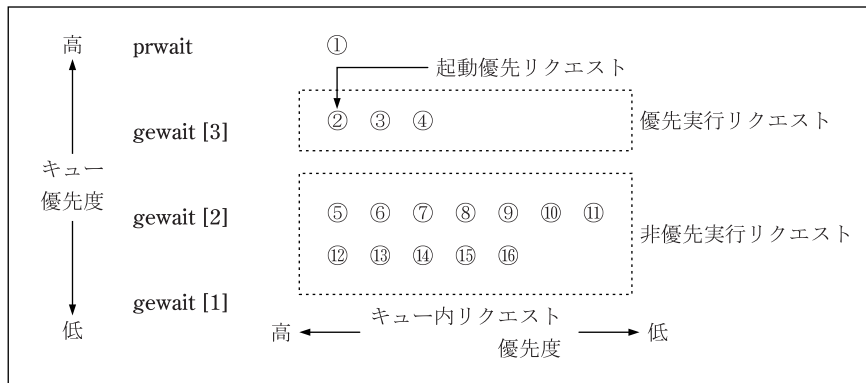 高 prwait ①
起動優先リクエスト
gewait [3] ② ③ ④ 優先実行リクエスト
キュー
優先度
gewait [2] ⑤ ⑥ ⑦ ⑧ ⑨ ⑩ ⑪
非優先実行リクエスト
⑫ ⑬ ⑭ ⑮ ⑯
gewait [1]
低
高 キュー内リクエスト 低
優先度